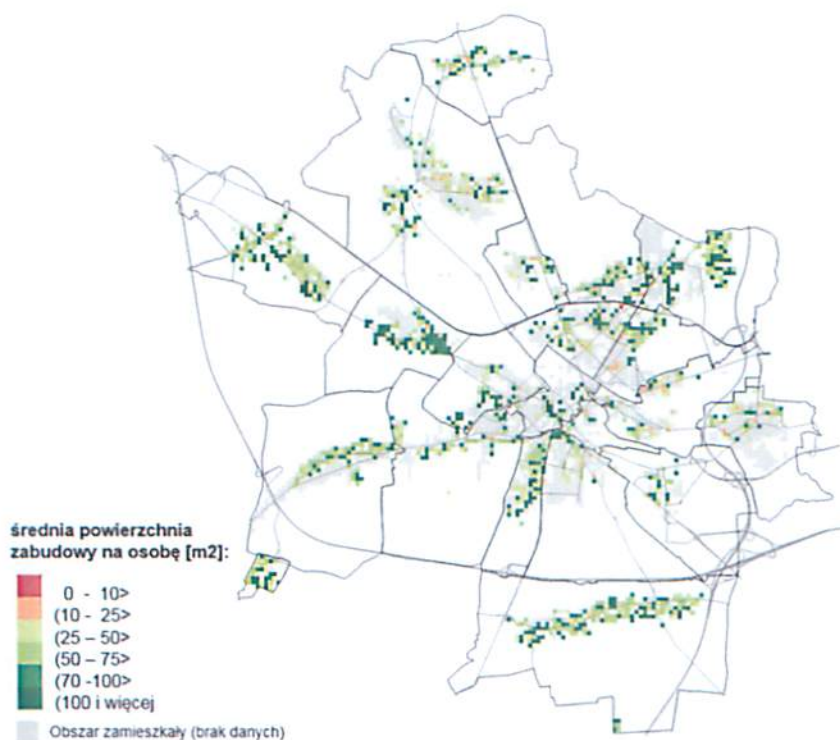 średnia powierzchnia
zabudowy na osobę [m2]:
0 - 10>
(10 - 25>
(25 – 50>
(50 – 75>
(70 -100>
(100 i więcej
Obszar zamieszkały (brak danych)